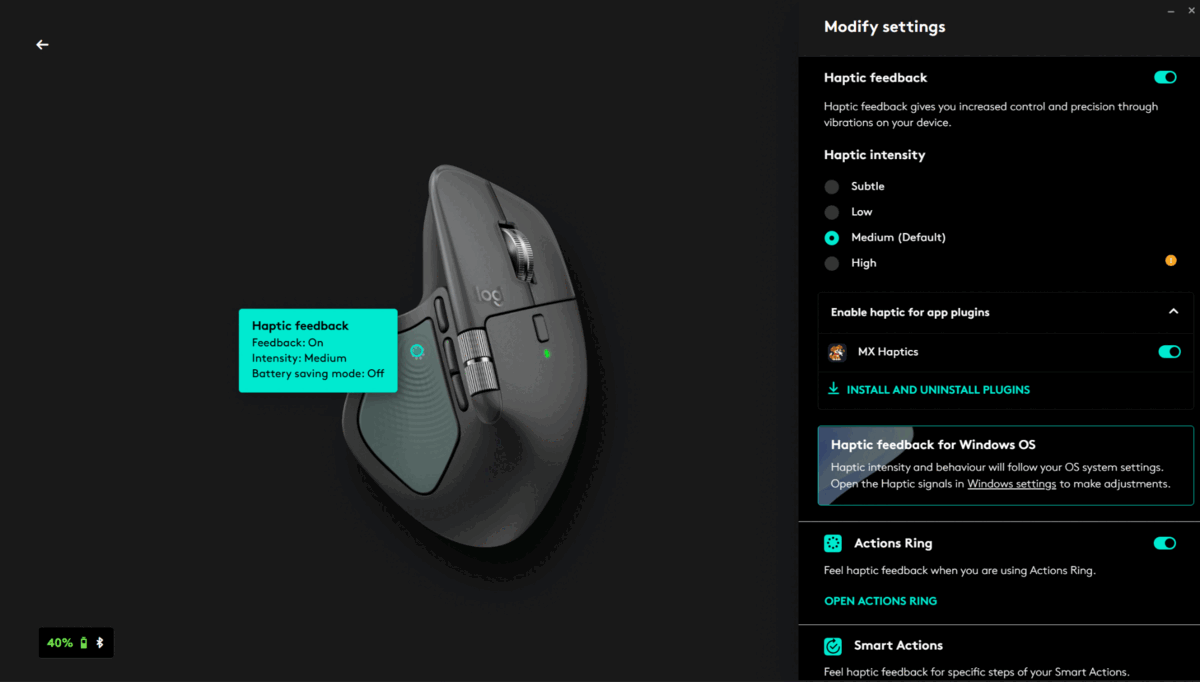 Modify settings
Haptic feedback
Haptic feedback gives you increased control and precision through
vibrations on your device.
Haptic intensity
Subtle
Low
Medium (Default)
High
!
Enable haptic for app plugins
MX Haptics
INSTALL AND UNINSTALL PLUGINS
Haptic feedback for Windows OS
Haptic intensity and behaviour will follow your OS system settings.
Open the Haptic signals in Windows settings to make adjustments.
Actions Ring
Feel haptic feedback when you are using Actions Ring.
OPEN ACTIONS RING
Smart Actions
Feel haptic feedback for specific steps of your Smart Actions.
logi
Haptic feedback
Feedback: On
Intensity: Medium
Battery saving mode: Off
40%